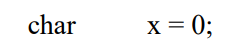 char x = 0;